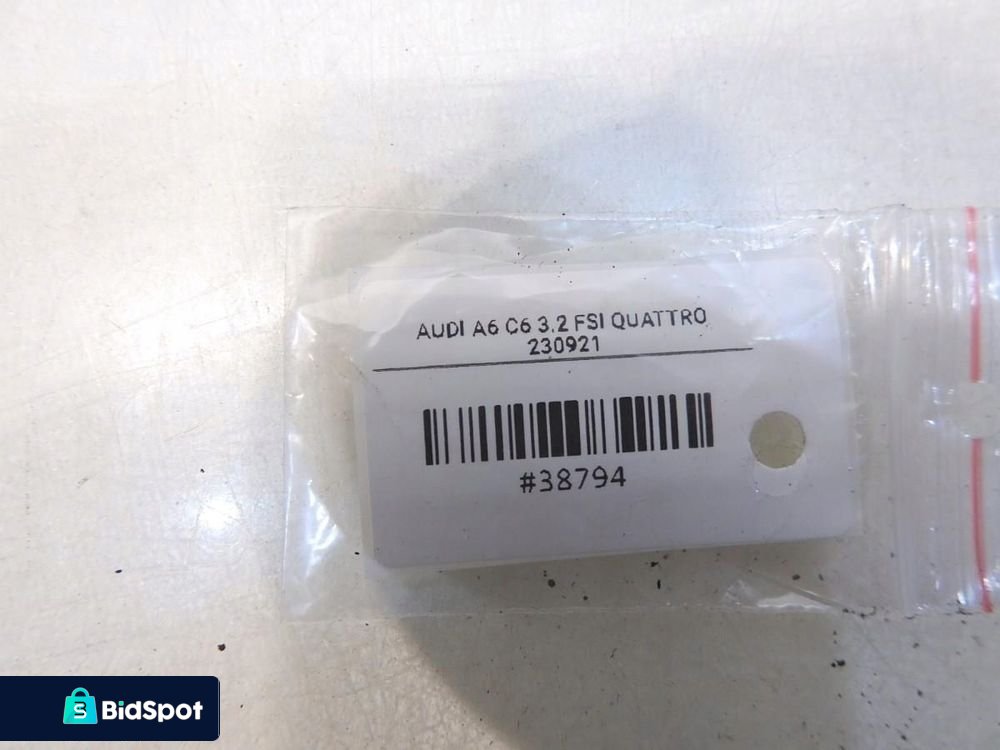 AUDI A6 C6 3.2 FSI QUATTRO
230921
#38794
BidSpot